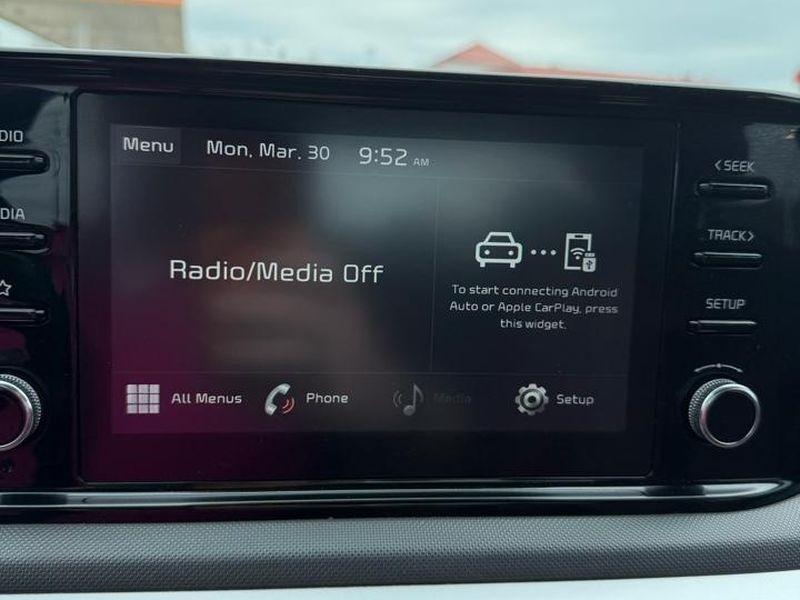 Menu Mon, Mar. 30 9:52 AM
Radio/Media Off
To start connecting Android
Auto or Apple CarPlay, press
this widget.
All Menus Phone Media Setup
DIO
DIA
< SEEK
TRACK >
SETUP